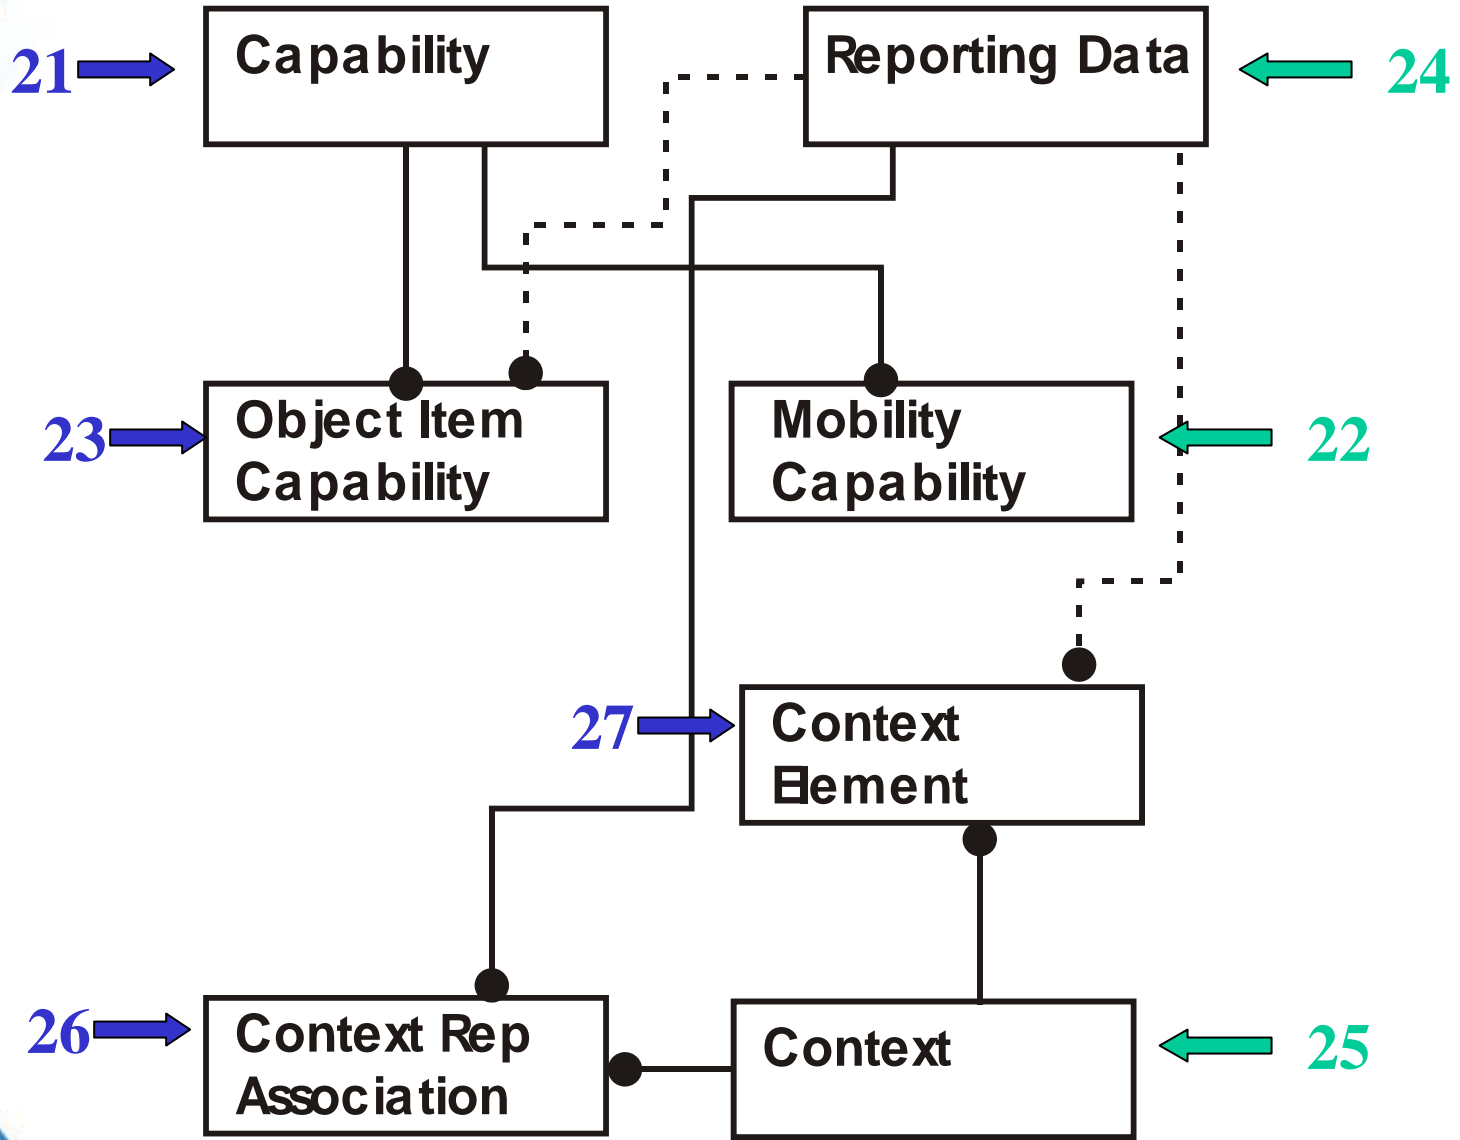 21
Capability
Reporting Data
24
23
Object Item
Capability
Mobility
Capability
22
27
Context
Element
26
Context Rep
Association
Context
25